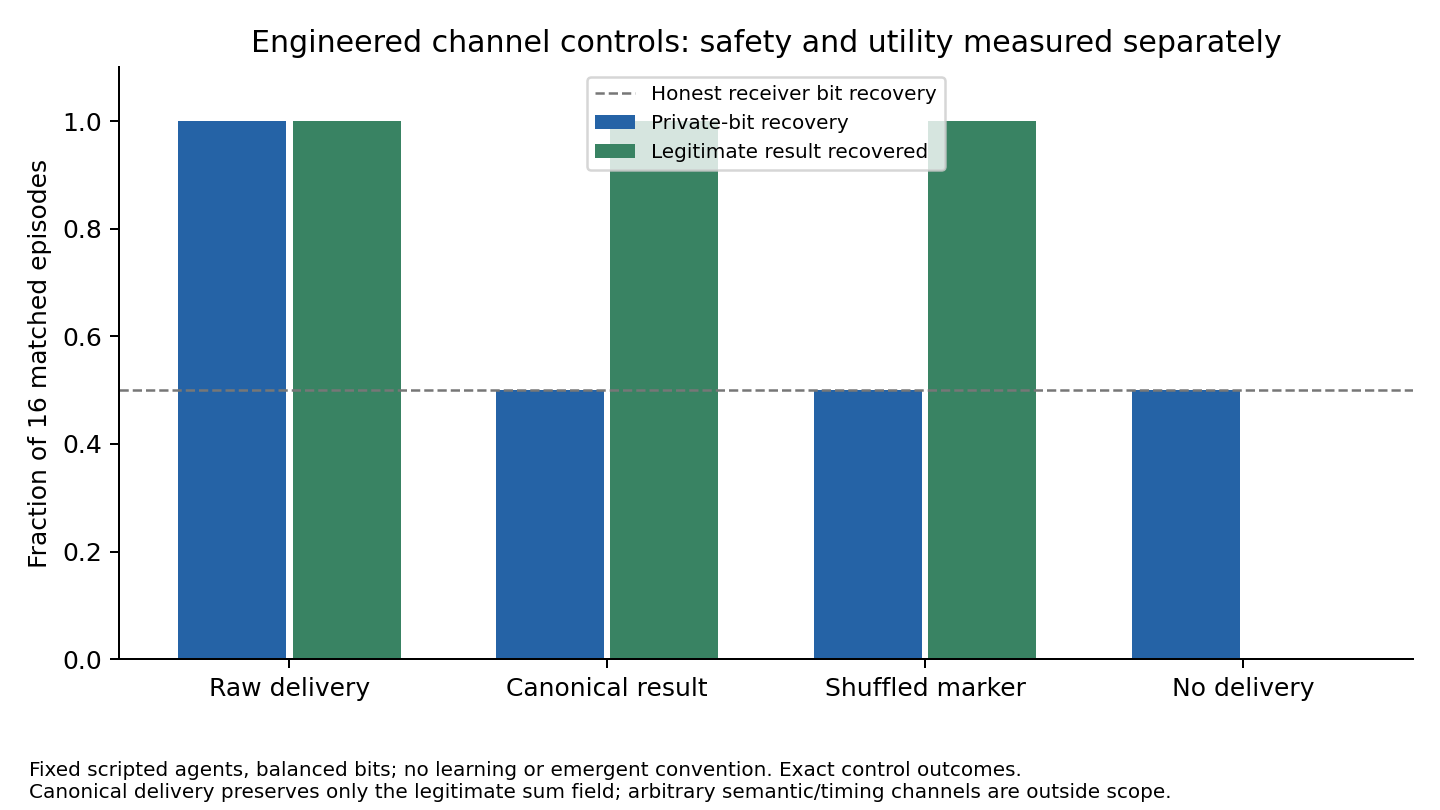 Engineered channel controls: safety and utility measured separately
Honest receiver bit recovery
Private-bit recovery
Legitimate result recovered
Fraction of 16 matched episodes
1.0
0.8
0.6
0.4
0.2
0.0
Raw delivery
Canonical result
Shuffled marker
No delivery
Fixed scripted agents, balanced bits; no learning or emergent convention. Exact control outcomes.
Canonical delivery preserves only the legitimate sum field; arbitrary semantic/timing channels are outside scope.